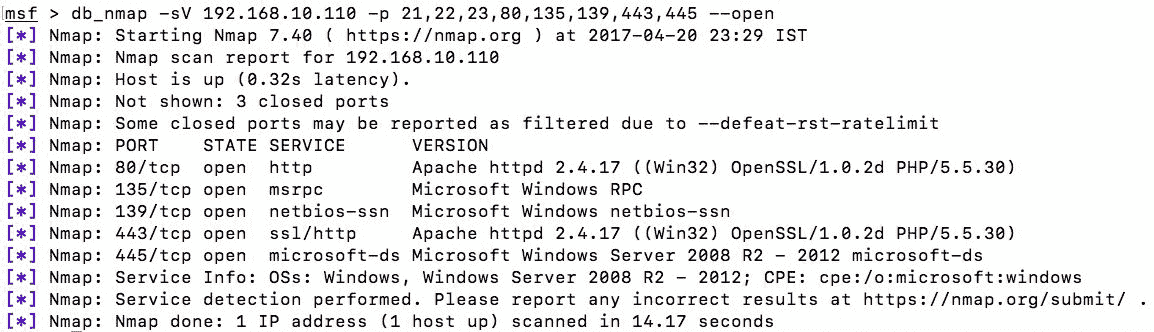 msf > db_nmap -sV 192.168.10.110 -p 21,22,23,80,135,139,443,445 --open
[*] Nmap: Starting Nmap 7.40 ( https://nmap.org ) at 2017-04-20 23:29 IST
[*] Nmap: Nmap scan report for 192.168.10.110
[*] Nmap: Host is up (0.32s latency).
[*] Nmap: Not shown: 3 closed ports
[*] Nmap: Some closed ports may be reported as filtered due to --defeat-rst-ratelimit
[*] Nmap: PORT    STATE SERVICE      VERSION
[*] Nmap: 80/tcp  open  http         Apache httpd 2.4.17 ((Win32) OpenSSL/1.0.2d PHP/5.5.30)
[*] Nmap: 135/tcp open  msrpc        Microsoft Windows RPC
[*] Nmap: 139/tcp open  netbios-ssn  Microsoft Windows netbios-ssn
[*] Nmap: 443/tcp open  ssl/http     Apache httpd 2.4.17 ((Win32) OpenSSL/1.0.2d PHP/5.5.30)
[*] Nmap: 445/tcp open  microsoft-ds Microsoft Windows Server 2008 R2 - 2012 microsoft-ds
[*] Nmap: Service Info: OSs: Windows, Windows Server 2008 R2 - 2012; CPE: cpe:/o:microsoft:windows
[*] Nmap: Service detection performed. Please report any incorrect results at https://nmap.org/submit/ .
[*] Nmap: Nmap done: 1 IP address (1 host up) scanned in 14.17 seconds